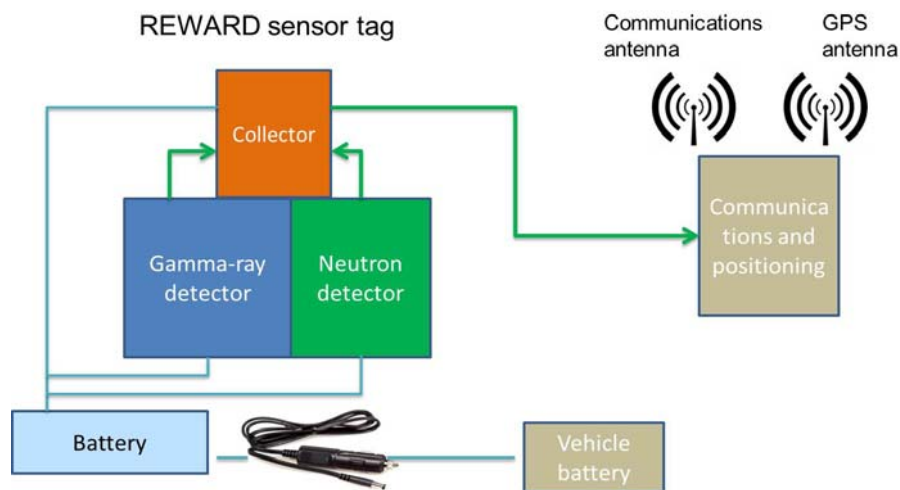 REWARD sensor tag
Communications
antenna
GPS
antenna
Collector
Gamma-ray
detector
Neutron
detector
Communica
tions and
positioning
Battery
Vehicle
battery